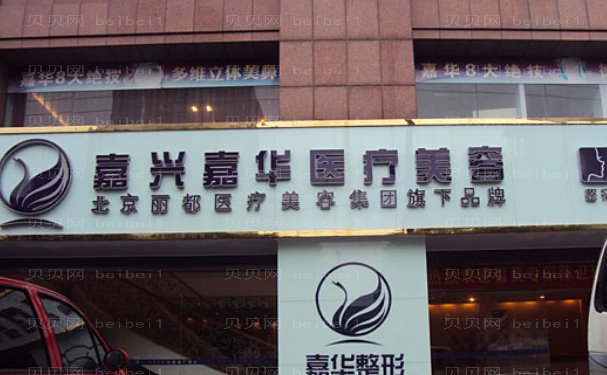 嘉华8大绝技 多维立体美
嘉华8大绝技
嘉兴嘉华医疗美容
北京丽都医疗美容集团旗下品牌
嘉华整形
贝贝网 beibei1